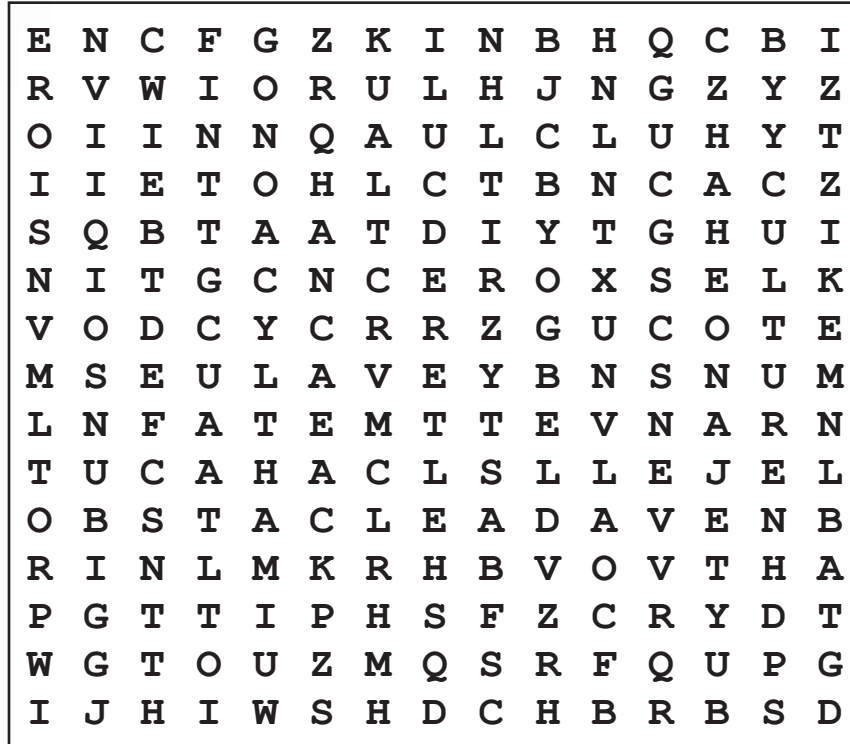 E N C F G Z K I N B H Q C B I
R V W I O R U L H J N G Z Y Z
O I I N N Q A U L C L U H Y T
I I E T O H L C T B N C A C Z
S Q B T A A T D I Y T G H U I
N I T G C N C E R O X S E L K
V O D C Y C R R Z G U C O T E
M S E U L A V E Y B N S N U M
L N F A T E M T T E V N A R N
T U C A H A C L S L L E J E L
O B S T A C L E A D A V E N B
R I N L M K R H B V O V T H A
P G T T I P H S F Z C R Y D T
W G T O U Z M Q S R F Q U P G
I J H I W S H D C H B R B S D